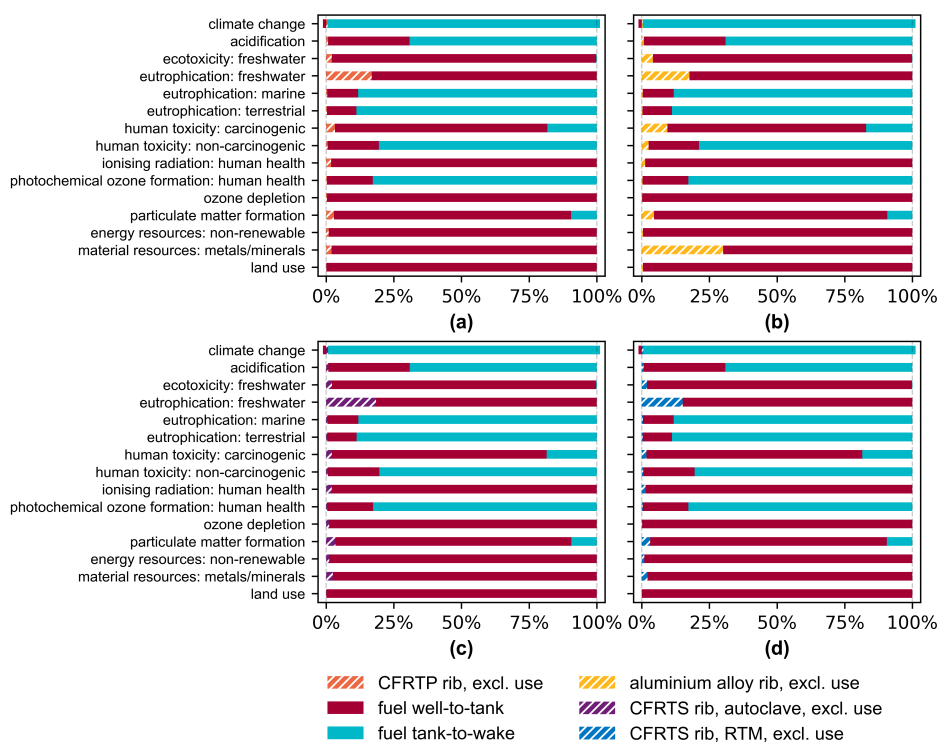 climate change
acidification
ecotoxicity: freshwater
eutrophication: freshwater
eutrophication: marine
eutrophication: terrestrial
human toxicity: carcinogenic
human toxicity: non-carcinogenic
ionising radiation: human health
photochemical ozone formation: human health
ozone depletion
particulate matter formation
energy resources: non-renewable
material resources: metals/minerals
land use
0% 25% 50% 75% 100% 0% 25% 50% 75% 100%
(a) (b)
climate change
acidification
ecotoxicity: freshwater
eutrophication: freshwater
eutrophication: marine
eutrophication: terrestrial
human toxicity: carcinogenic
human toxicity: non-carcinogenic
ionising radiation: human health
photochemical ozone formation: human health
ozone depletion
particulate matter formation
energy resources: non-renewable
material resources: metals/minerals
land use
0% 25% 50% 75% 100% 0% 25% 50% 75% 100%
(c) (d)
CFRTP rib, excl. use aluminium alloy rib, excl. use
fuel well-to-tank CFRTS rib, autoclave, excl. use
fuel tank-to-wake CFRTS rib, RTM, excl. use